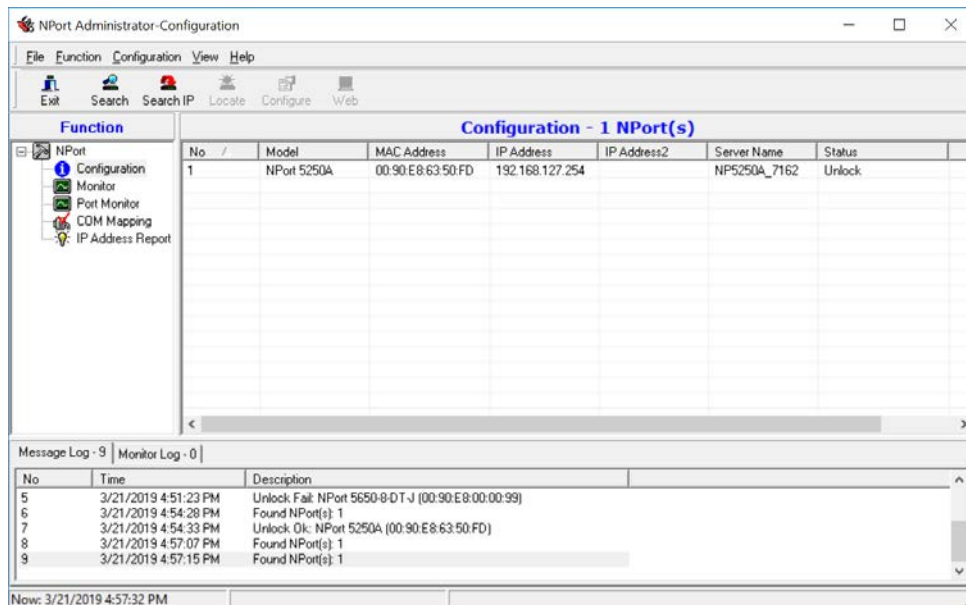 NPort Administrator-Configuration
File Function Configuration View Help
Exit Search Search IP Locate Configure Web
Function
Configuration - 1 NPort(s)
NPort
Configuration
Monitor
Port Monitor
COM Mapping
IP Address Report
No / Model MAC Address IP Address IP Address2 Server Name Status
1 NPort 5250A 00:90:E8:63:50:FD 192.168.127.254 NP5250A_7162 Unlock
Message Log - 9 Monitor Log - 0
No Time Description
5 3/21/2019 4:51:23 PM Unlock Fail: NPort 5650-8-DT-J (00:90:E8:00:00:99)
6 3/21/2019 4:54:28 PM Found NPort(s): 1
7 3/21/2019 4:54:33 PM Unlock Ok: NPort 5250A (00:90:E8:63:50:FD)
8 3/21/2019 4:57:07 PM Found NPort(s): 1
9 3/21/2019 4:57:15 PM Found NPort(s): 1
Now: 3/21/2019 4:57:32 PM